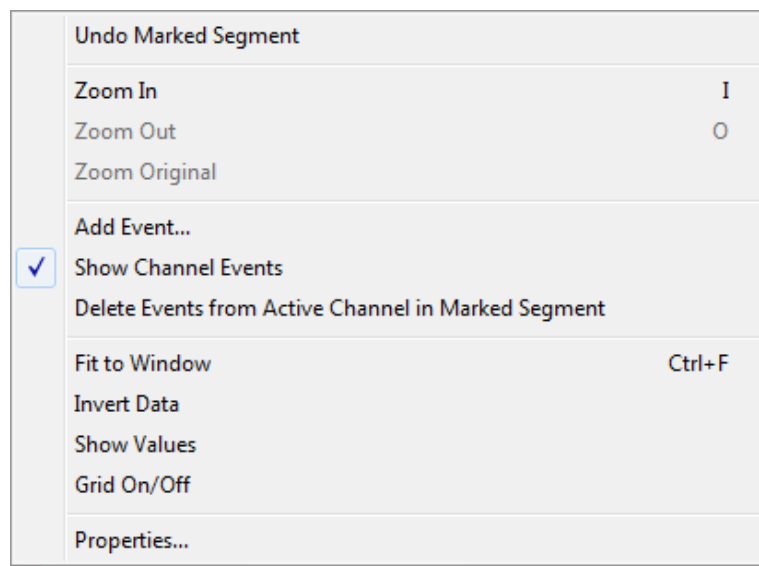 Undo Marked Segment
Zoom In I
Zoom Out O
Zoom Original
Add Event...
Show Channel Events
Delete Events from Active Channel in Marked Segment
Fit to Window Ctrl+F
Invert Data
Show Values
Grid On/Off
Properties...